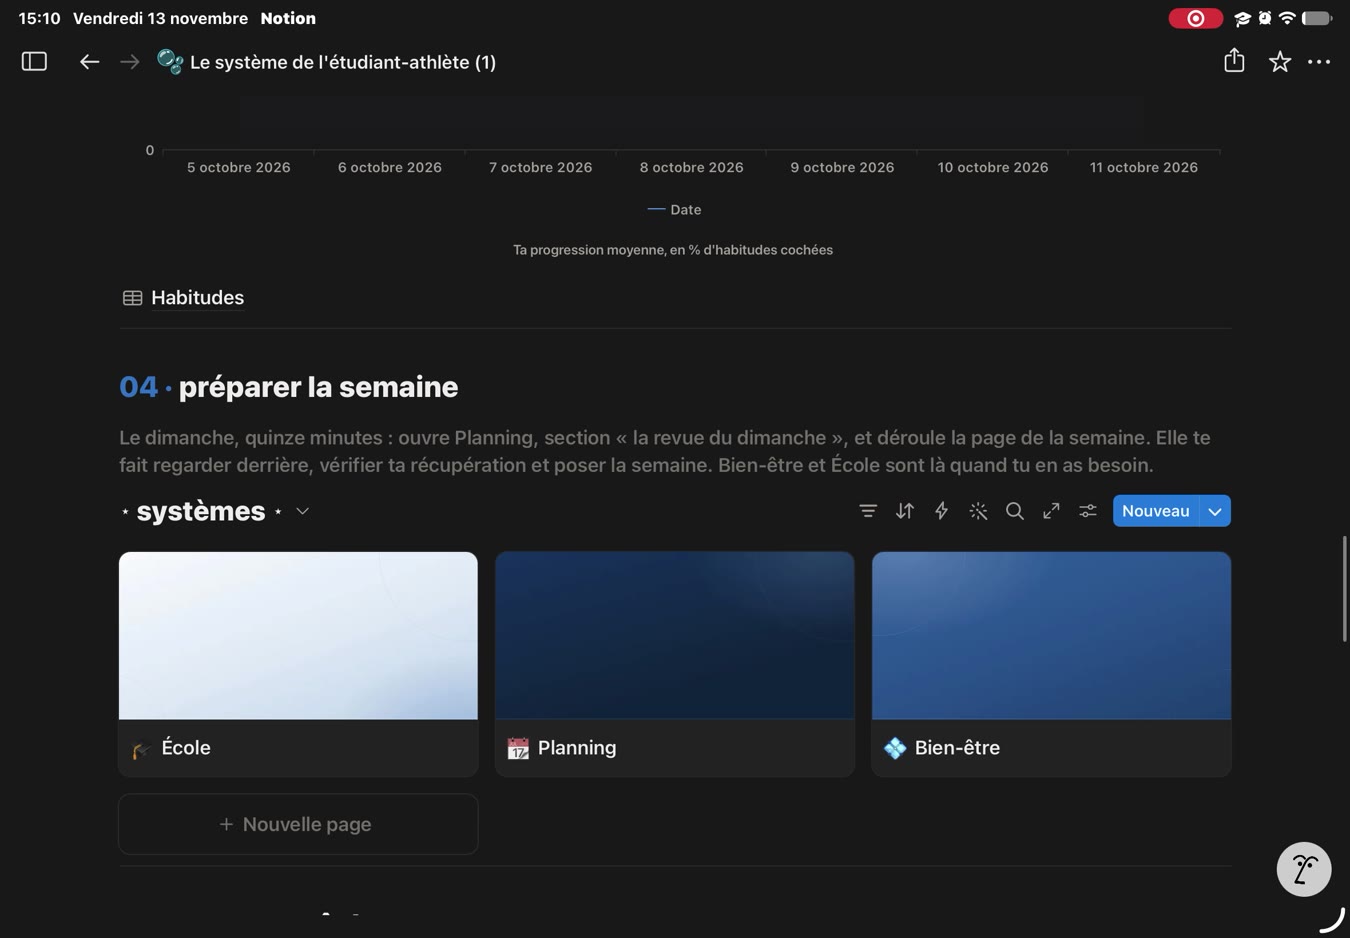 15:10 Vendredi 13 novembre Notion
Le système de l'étudiant-athlète (1)
0
5 octobre 2026 6 octobre 2026 7 octobre 2026 8 octobre 2026 9 octobre 2026 10 octobre 2026 11 octobre 2026
Date
Ta progression moyenne, en % d'habitudes cochées
Habitudes
04 · préparer la semaine
Le dimanche, quinze minutes : ouvre Planning, section « la revue du dimanche », et déroule la page de la semaine. Elle te
fait regarder derrière, vérifier ta récupération et poser la semaine. Bien-être et École sont là quand tu en as besoin.
⋆ systèmes ⋆
Nouveau
École
17 Planning
Bien-être
+ Nouvelle page